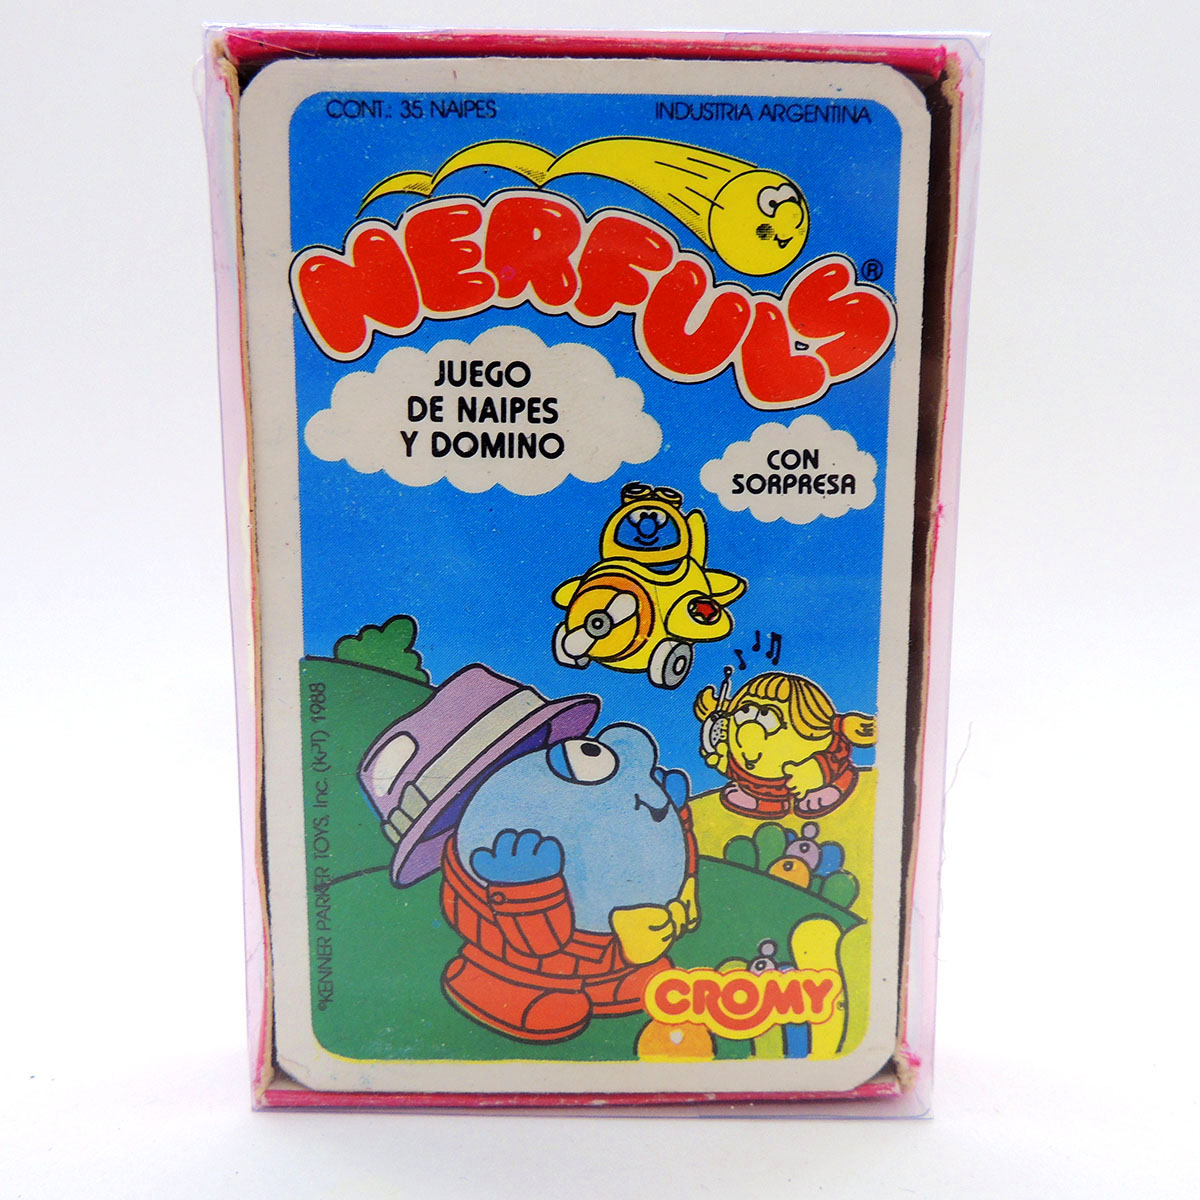 CONT.: 35 NAIPES
INDUSTRIA ARGENTINA
NERFULS®
JUEGO
DE NAIPES
Y DOMINO
CON
SORPRESA
©KENNER PARKER TOYS, Inc. (KPT) 1988
CROMY